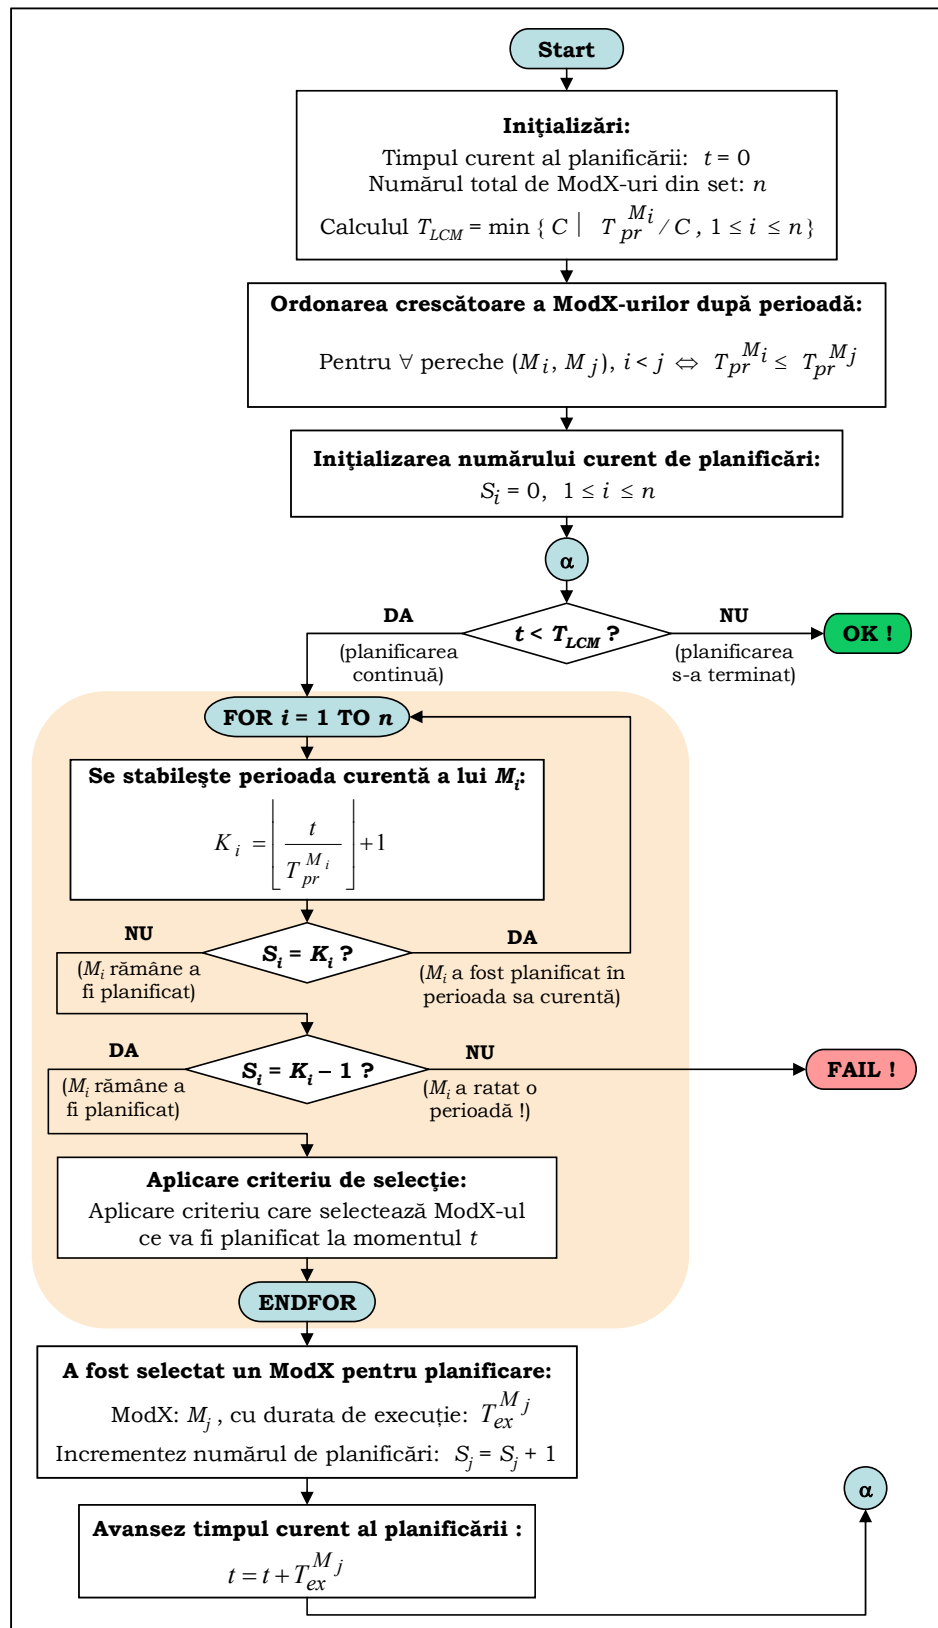 Start
Iniţializări:
Timpul curent al planificării: t = 0
Numărul total de ModX-uri din set: n
Calculul T_LCM = min { C | T_pr^{M_i} / C , 1 ≤ i ≤ n }
Ordonarea crescătoare a ModX-urilor după perioadă:
Pentru ∀ pereche (M_i, M_j), i < j ⇔ T_pr^{M_i} ≤ T_pr^{M_j}
Iniţializarea numărului curent de planificări:
S_i = 0, 1 ≤ i ≤ n
α
t < T_LCM ?
DA
(planificarea
continuă)
NU
(planificarea
s-a terminat)
OK !
FOR i = 1 TO n
Se stabileşte perioada curentă a lui M_i:
K_i = ⌊ t / T_pr^{M_i} ⌋ + 1
S_i = K_i ?
NU
(M_i rămâne a
fi planificat)
DA
(M_i a fost planificat în
perioada sa curentă)
S_i = K_i – 1 ?
DA
(M_i rămâne a
fi planificat)
NU
(M_i a ratat o
perioadă !)
FAIL !
Aplicare criteriu de selecţie:
Aplicare criteriu care selectează ModX-ul
ce va fi planificat la momentul t
ENDFOR
A fost selectat un ModX pentru planificare:
ModX: M_j , cu durata de execuţie: T_ex^{M_j}
Incrementez numărul de planificări: S_j = S_j + 1
Avansez timpul curent al planificării :
t = t + T_ex^{M_j}
α